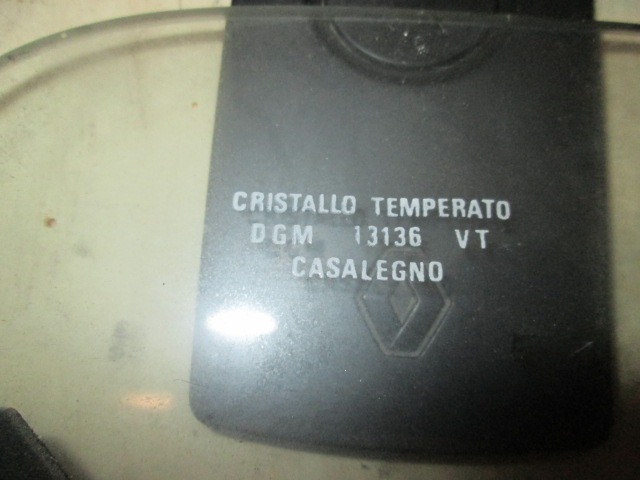 CRISTALLO TEMPERATO
DGM 13136 VT
CASALEGNO